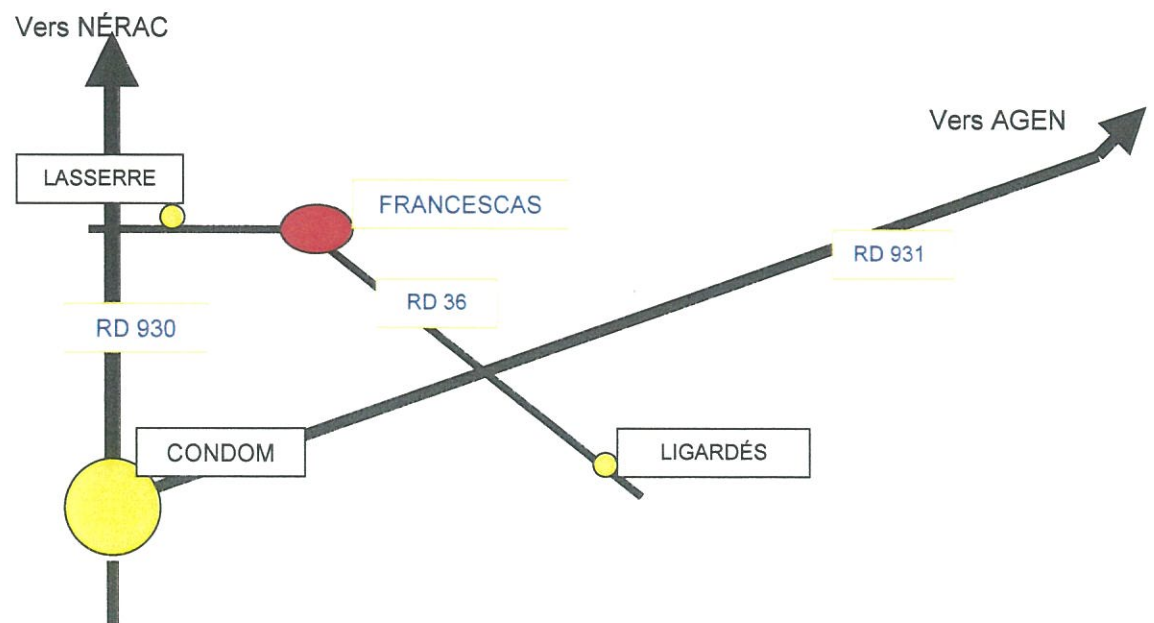 Vers NÉRAC
Vers AGEN
LASSERRE
FRANCESCAS
RD 931
RD 36
RD 930
CONDOM
LIGARDÉS